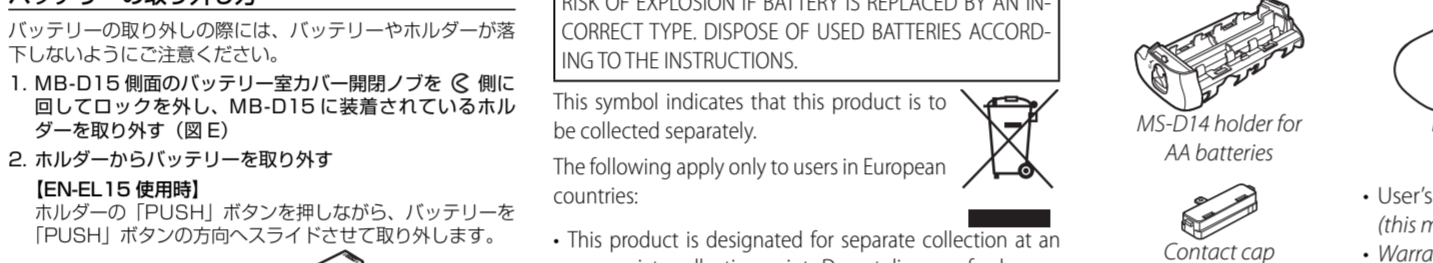 バッテリーの取り外し方
バッテリーの取り外しの際には、バッテリーやホルダーが落
下しないようにご注意ください。
1. MB-D15 側面のバッテリー室カバー開閉ノブを 側に
回してロックを外し、MB-D15 に装着されているホル
ダーを取り外す（図 E）
2. ホルダーからバッテリーを取り外す
【EN-EL15 使用時】
ホルダーの「PUSH」ボタンを押しながら、バッテリーを
「PUSH」ボタンの方向へスライドさせて取り外します。
RISK OF EXPLOSION IF BATTERY IS REPLACED BY AN IN-
CORRECT TYPE. DISPOSE OF USED BATTERIES ACCORD-
ING TO THE INSTRUCTIONS.
This symbol indicates that this product is to
be collected separately.
The following apply only to users in European
countries:
• This product is designated for separate collection at an
MS-D14 holder for
AA batteries
Contact cap
• User's
(this m
• Warra